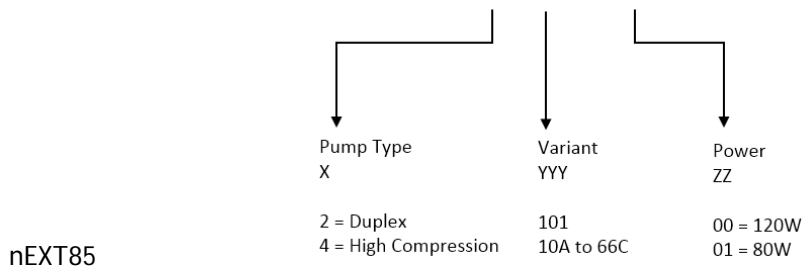 Pump Type Variant Power
X YYY ZZ
2 = Duplex 101 00 = 120W
4 = High Compression 10A to 66C 01 = 80W
nEXT85